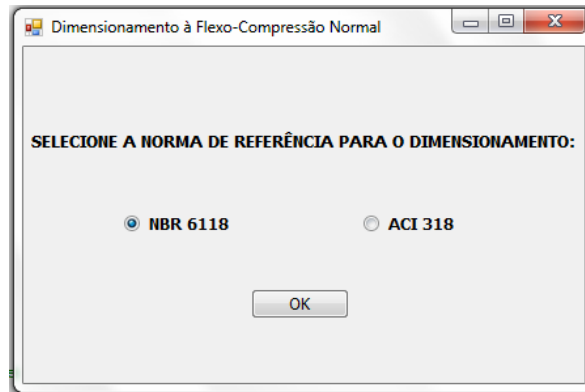 Dimensionamento à Flexo-Compressão Normal
SELECIONE A NORMA DE REFERÊNCIA PARA O DIMENSIONAMENTO:
NBR 6118 ACI 318
OK